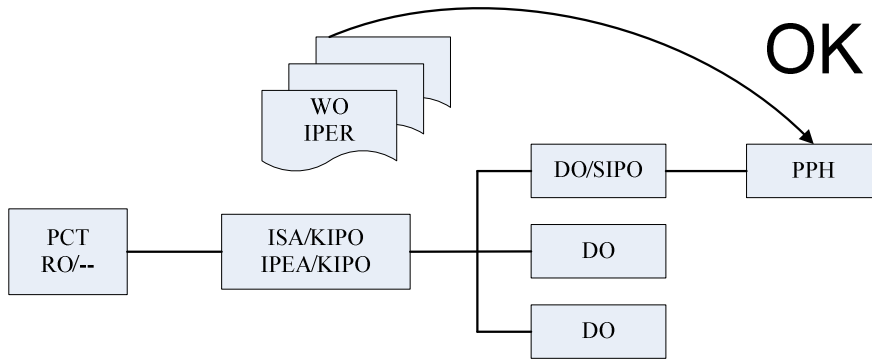 OK
WO
IPER
DO/SIPO
PPH
PCT
RO/--
ISA/KIPO
IPEA/KIPO
DO
DO